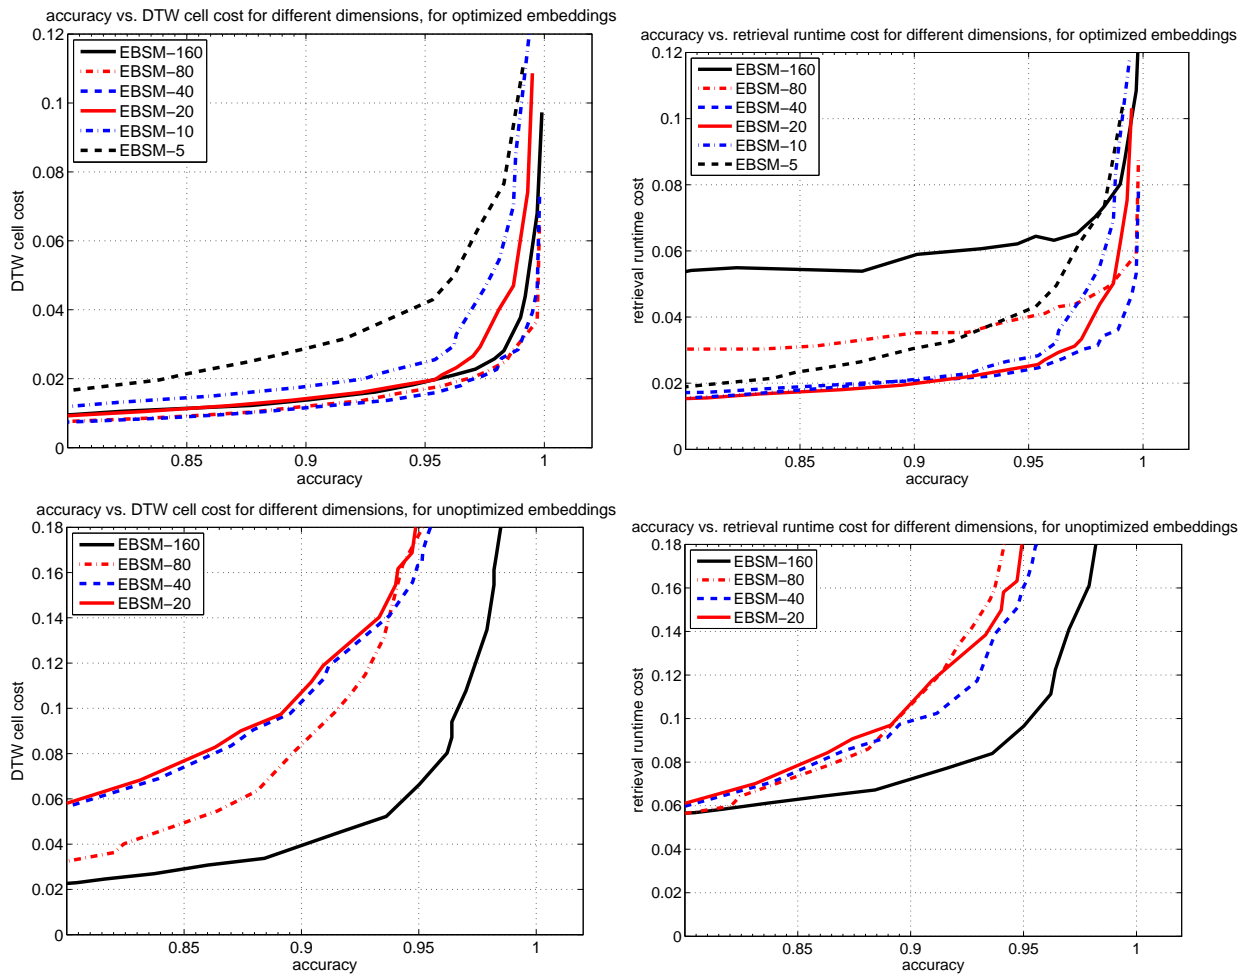 accuracy vs. DTW cell cost for different dimensions, for optimized embeddings
0.12
0.1
0.08
0.06
0.04
0.02
0
DTW cell cost
EBSM−160
EBSM−80
EBSM−40
EBSM−20
EBSM−10
EBSM−5
0.85
0.9
0.95
1
accuracy
accuracy vs. retrieval runtime cost for different dimensions, for optimized embeddings
0.12
0.1
0.08
0.06
0.04
0.02
0
retrieval runtime cost
EBSM−160
EBSM−80
EBSM−40
EBSM−20
EBSM−10
EBSM−5
0.85
0.9
0.95
1
accuracy
accuracy vs. DTW cell cost for different dimensions, for unoptimized embeddings
0.18
0.16
0.14
0.12
0.1
0.08
0.06
0.04
0.02
0
DTW cell cost
EBSM−160
EBSM−80
EBSM−40
EBSM−20
0.85
0.9
0.95
1
accuracy
accuracy vs. retrieval runtime cost for different dimensions, for unoptimized embeddings
0.18
0.16
0.14
0.12
0.1
0.08
0.06
0.04
0.02
0
retrieval runtime cost
EBSM−160
EBSM−80
EBSM−40
EBSM−20
0.85
0.9
0.95
1
accuracy